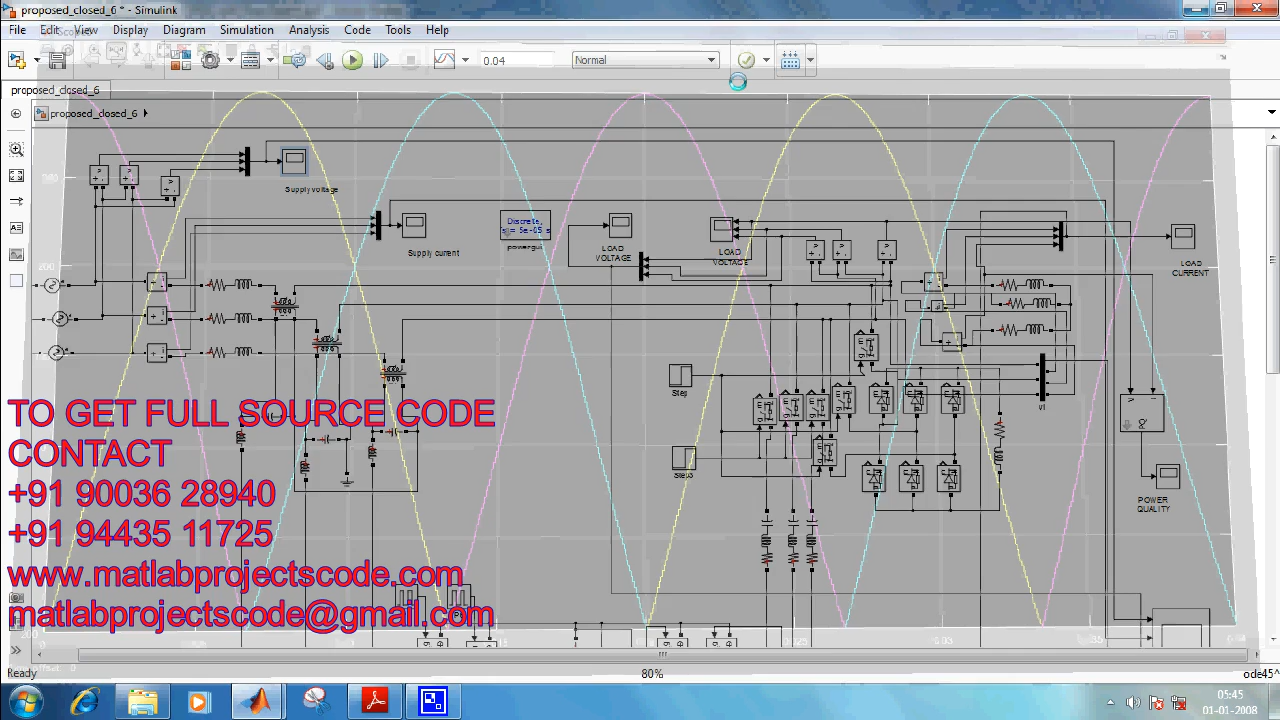 proposed_closed_6 * - Simulink
File Edit View Display Diagram Simulation Analysis Code Tools Help
0.04
Normal
proposed_closed_6
proposed_closed_6
Supply voltage
Supply current
Discrete,
powergui
LOAD
VOLTAGE
LOAD
VOLTAGE
LOAD
CURRENT
200
Step
v1
POWER
QUALITY
TO GET FULL SOURCE CODE
CONTACT
+91 90036 28940
+91 94435 11725
www.matlabprojectscode.com
matlabprojectscode@gmail.com
Ready
80%
ode45
05:45
01-01-2008